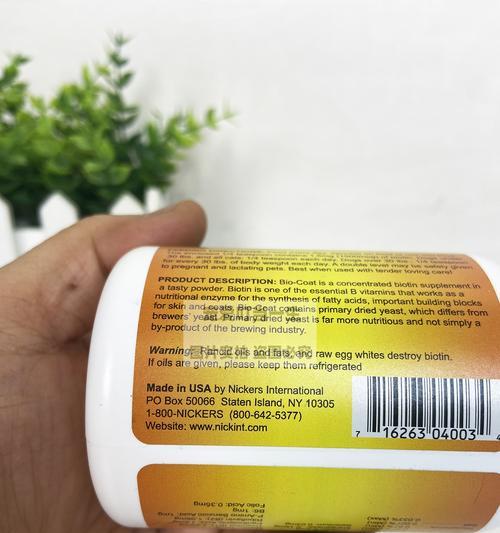 30 lbs. and all cats: 1/4 teaspoon each day. Dogs over 30 lbs.: 1/4 teaspoon
for every 30 lbs. of body weight each day. A double level may be safely given
to pregnant and lactating pets. Best when used with tender loving care!
PRODUCT DESCRIPTION: Bio-Coat is a concentrated biotin supplement in
a tasty powder. Biotin is one of the essential B vitamins that works as a
nutritional enzyme for the synthesis of fatty acids, important building blocks
for skin and coats. Bio-Coat contains primary dried yeast, which differs from
brewers' yeast. Primary dried yeast is far more nutritious and not simply a
by-product of the brewing industry.
Warning: Rancid oils and fats, and raw egg whites destroy biotin.
If oils are given, please keep them refrigerated
Made in USA by Nickers International
PO Box 50066 Staten Island, NY 10305
1-800-NICKERS (800-642-5377)
Website: www.nickint.com
7 16263 04003 4
Folic Acid: 0.35mg
B6: 1mg